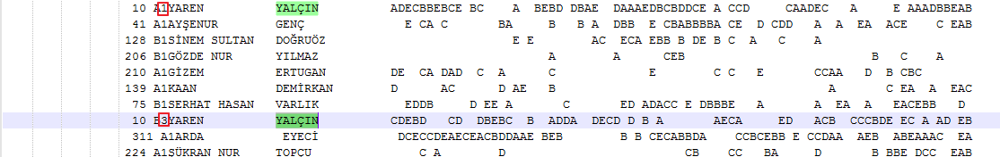 10 A1YAREN YALÇIN ADECBBEBCE BC A BEBD DBAE DAAAEDBCBDDCE A CCD CAADEC A E AAADBBEAB
41 A1AYŞENUR GENÇ E CA C BA B B BA DBB ECBABBBBA CE D CDD A A EA ACE C EAB
128 B1SİNEM SULTAN DOĞRUÖZ E E AC ECA EBB B DE B C A C A
206 B1GÖZDE NUR YILMAZ A A CEB B C A
210 A1GİZEM ERTUGAN DE CA DAD C A C E C C E CCAA D B CBC
139 A1KAAN DEMİRKAN D AC D AE B A C EA A EAC
75 B1SERHAT HASAN VARLIK EDDB D EE A C ED ADACC E DBBBE A A EA A EACEBB D
10 B3YAREN YALÇIN CDEBD CD DBEBC B ADDA DECD D B A AECA ED ACB CCCBDE EC A AD EB
311 A1ARDA EYECİ DCECCDEAECEACBDDAAE BEB B B CECABBDA CCBCEBB E CCDAA AEB ABEAAAC EA
224 A1ŞÜKRAN NUR TOPCU C A D CB CC BA D B BBE DCC EAB